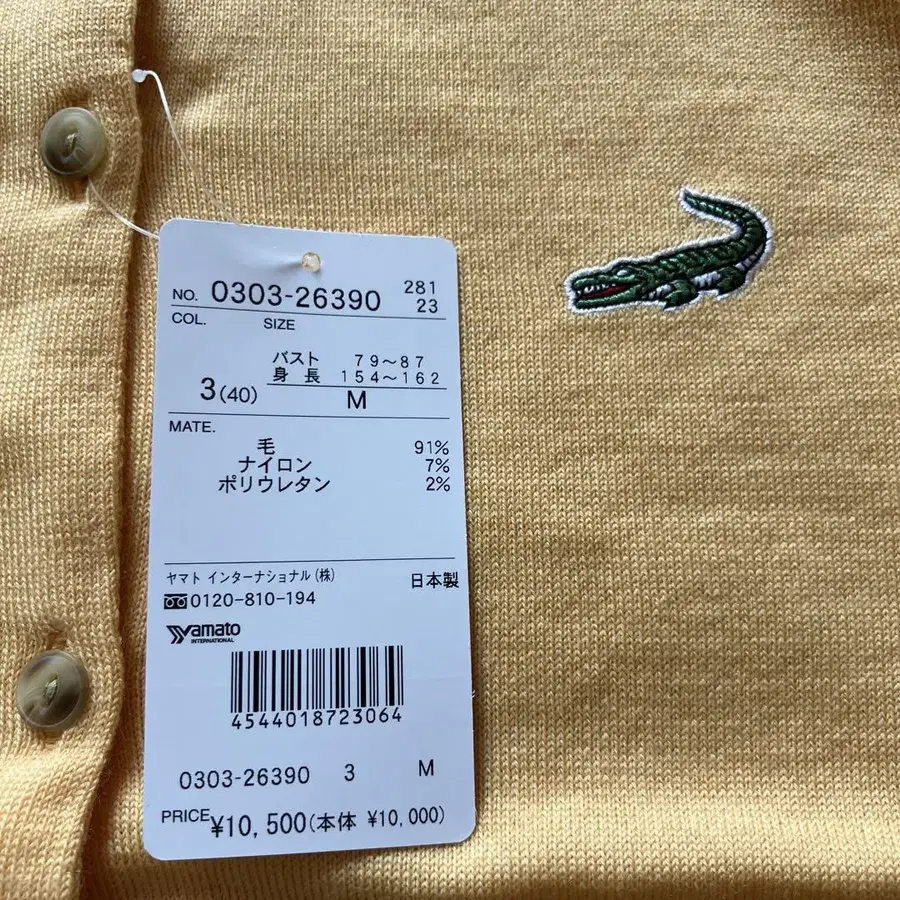 NO. 0303-26390 281 23
COL. SIZE
バスト 79～87
身長 154～162
3(40) M
MATE.
毛 91%
ナイロン 7%
ポリウレタン 2%
ヤマト インターナショナル(株) 日本製
0120-810-194
Yamato
INTERNATIONAL
4544018723064
0303-26390 3 M
PRICE ¥10,500(本体 ¥10,000)